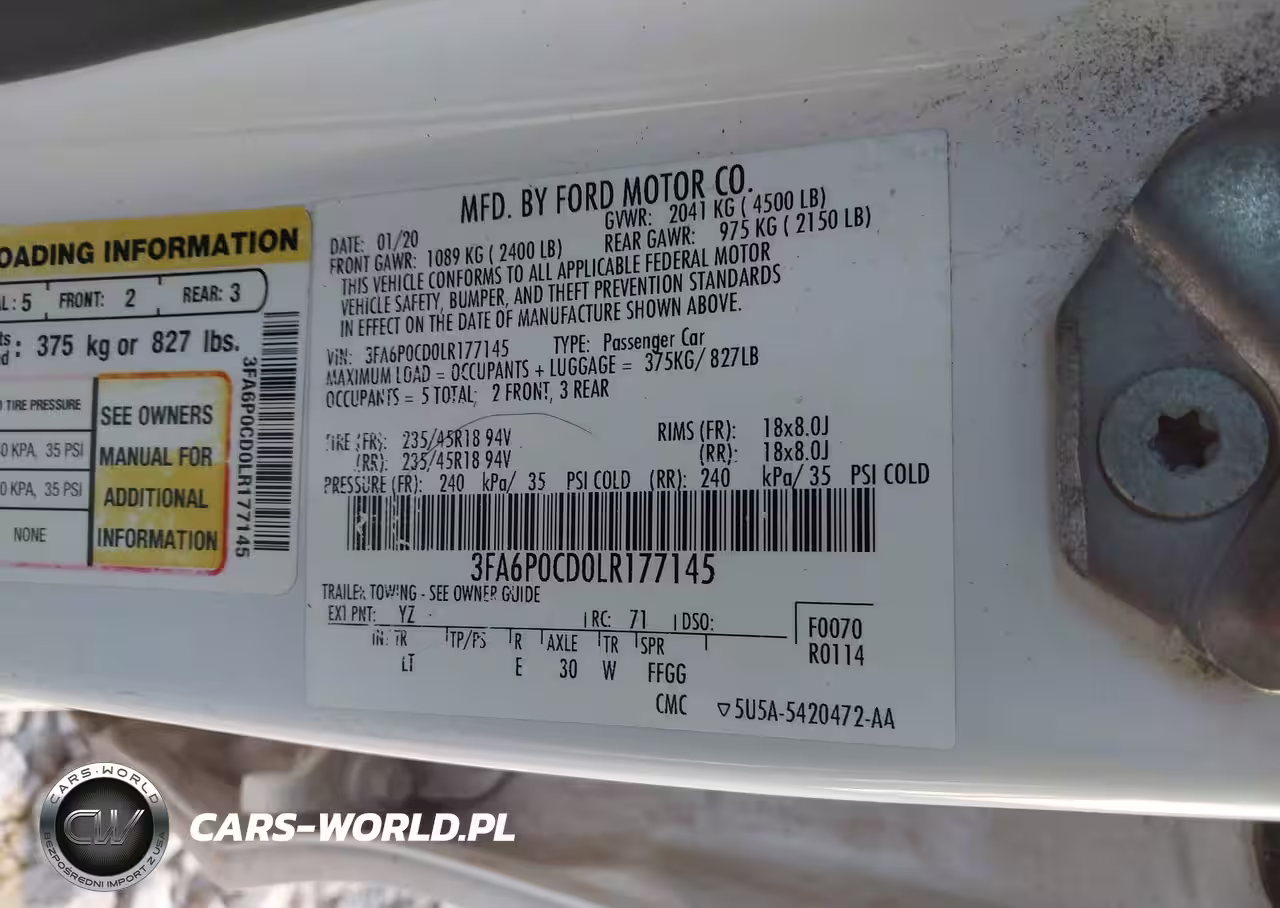 OADING INFORMATION
L: 5 FRONT: 2 REAR: 3
375 kg or 827 lbs.
TIRE PRESSURE
0 KPA, 35 PSI
0 KPA, 35 PSI
NONE
SEE OWNERS
MANUAL FOR
ADDITIONAL
INFORMATION
3FA6P0CD0LR177145
MFD. BY FORD MOTOR CO.
DATE: 01/20 GVWR: 2041 KG ( 4500 LB)
FRONT GAWR: 1089 KG ( 2400 LB) REAR GAWR: 975 KG ( 2150 LB)
THIS VEHICLE CONFORMS TO ALL APPLICABLE FEDERAL MOTOR
VEHICLE SAFETY, BUMPER, AND THEFT PREVENTION STANDARDS
IN EFFECT ON THE DATE OF MANUFACTURE SHOWN ABOVE.
VIN: 3FA6P0CD0LR177145 TYPE: Passenger Car
MAXIMUM LOAD = OCCUPANTS + LUGGAGE = 375KG/ 827LB
OCCUPANTS = 5 TOTAL; 2 FRONT, 3 REAR
TIRE (FR): 235/45R18 94V RIMS (FR): 18x8.0J
(RR): 235/45R18 94V (RR): 18x8.0J
PRESSURE (FR): 240 kPa/ 35 PSI COLD (RR): 240 kPa/ 35 PSI COLD
3FA6P0CD0LR177145
TRAILER TOWING - SEE OWNER GUIDE
EXT PNT: YZ RC: 71 DSO:
F0070
R0114
INT TR TP/PS R AXLE TR SPR
LT E 30 W FFGG
CMC ▽5U5A-5420472-AA
CARS-WORLD
CW
BEZPOŚREDNI IMPORT Z USA
CARS-WORLD.PL